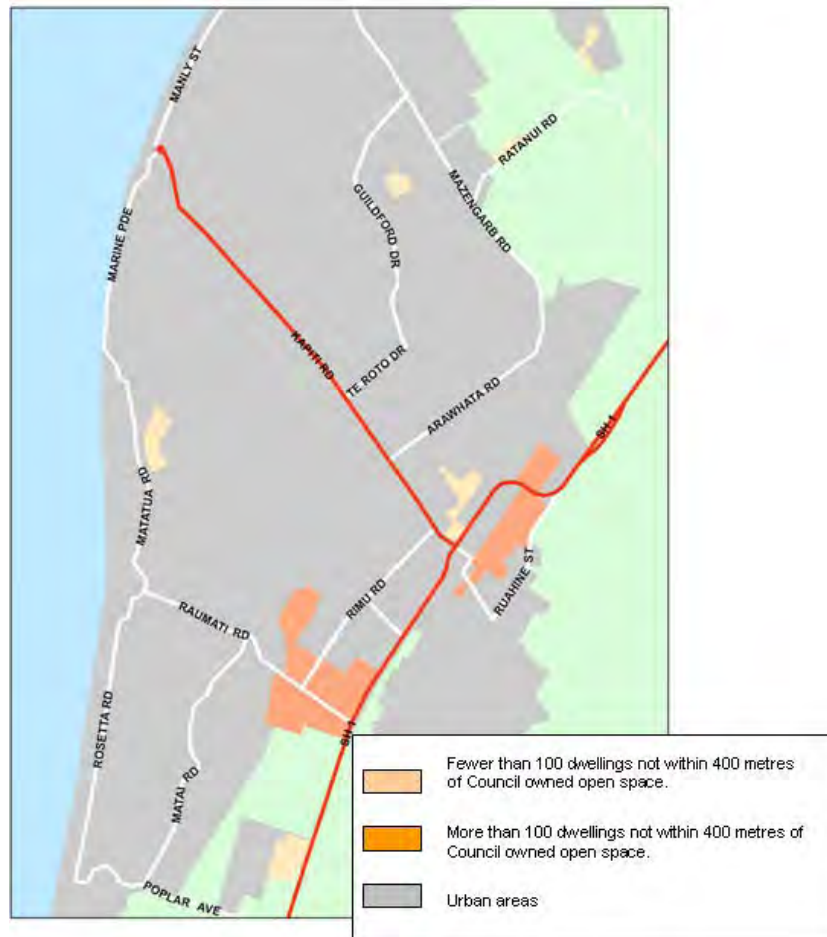 MANLY ST
RATANUI RD
MAZENGARB RD
GUILDFORD DR
MARINE PDE
KAPITI RD
TE ROTO DR
ARAWHATA RD
SH 1
MATATUA RD
RUAHINE ST
RIMU RD
RAUMATI RD
ROSETTA RD
SH 1
MATAI RD
POPLAR AVE
Fewer than 100 dwellings not within 400 metres
of Council owned open space.
More than 100 dwellings not within 400 metres of
Council owned open space.
Urban areas